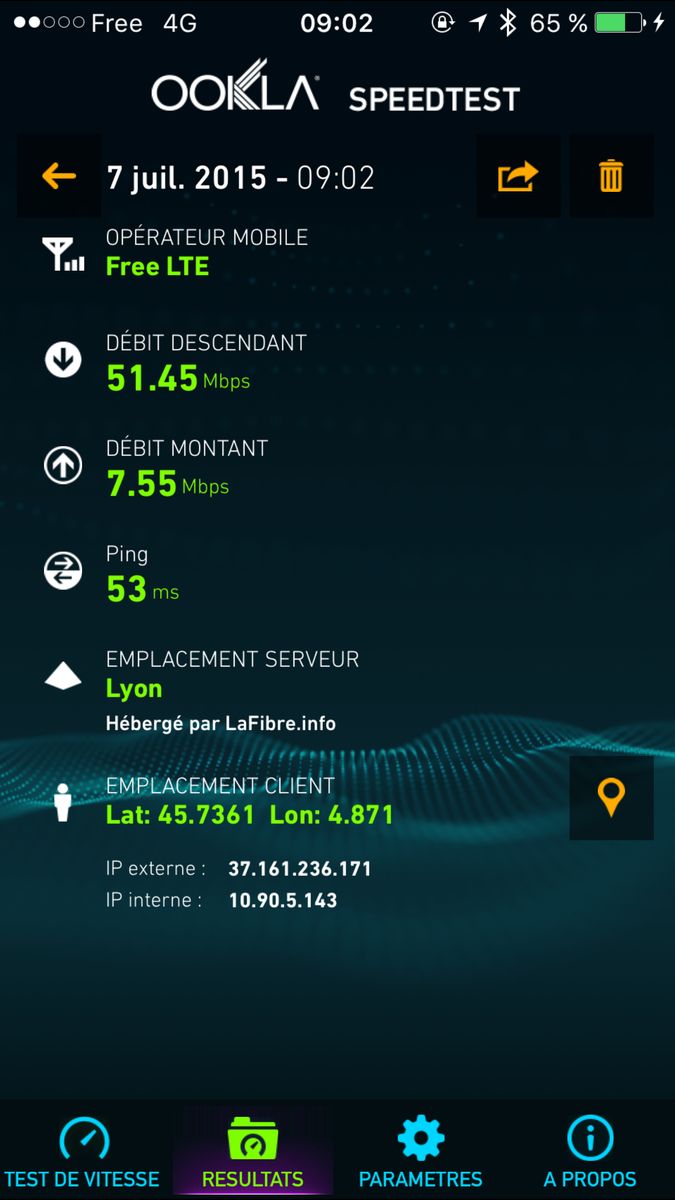 Free 4G 09:02 65 %
OOKLA SPEEDTEST
7 juil. 2015 - 09:02
OPÉRATEUR MOBILE
Free LTE
DÉBIT DESCENDANT
51.45 Mbps
DÉBIT MONTANT
7.55 Mbps
Ping
53 ms
EMPLACEMENT SERVEUR
Lyon
Hébergé par LaFibre.info
EMPLACEMENT CLIENT
Lat: 45.7361 Lon: 4.871
IP externe : 37.161.236.171
IP interne : 10.90.5.143
TEST DE VITESSE RESULTATS PARAMETRES A PROPOS